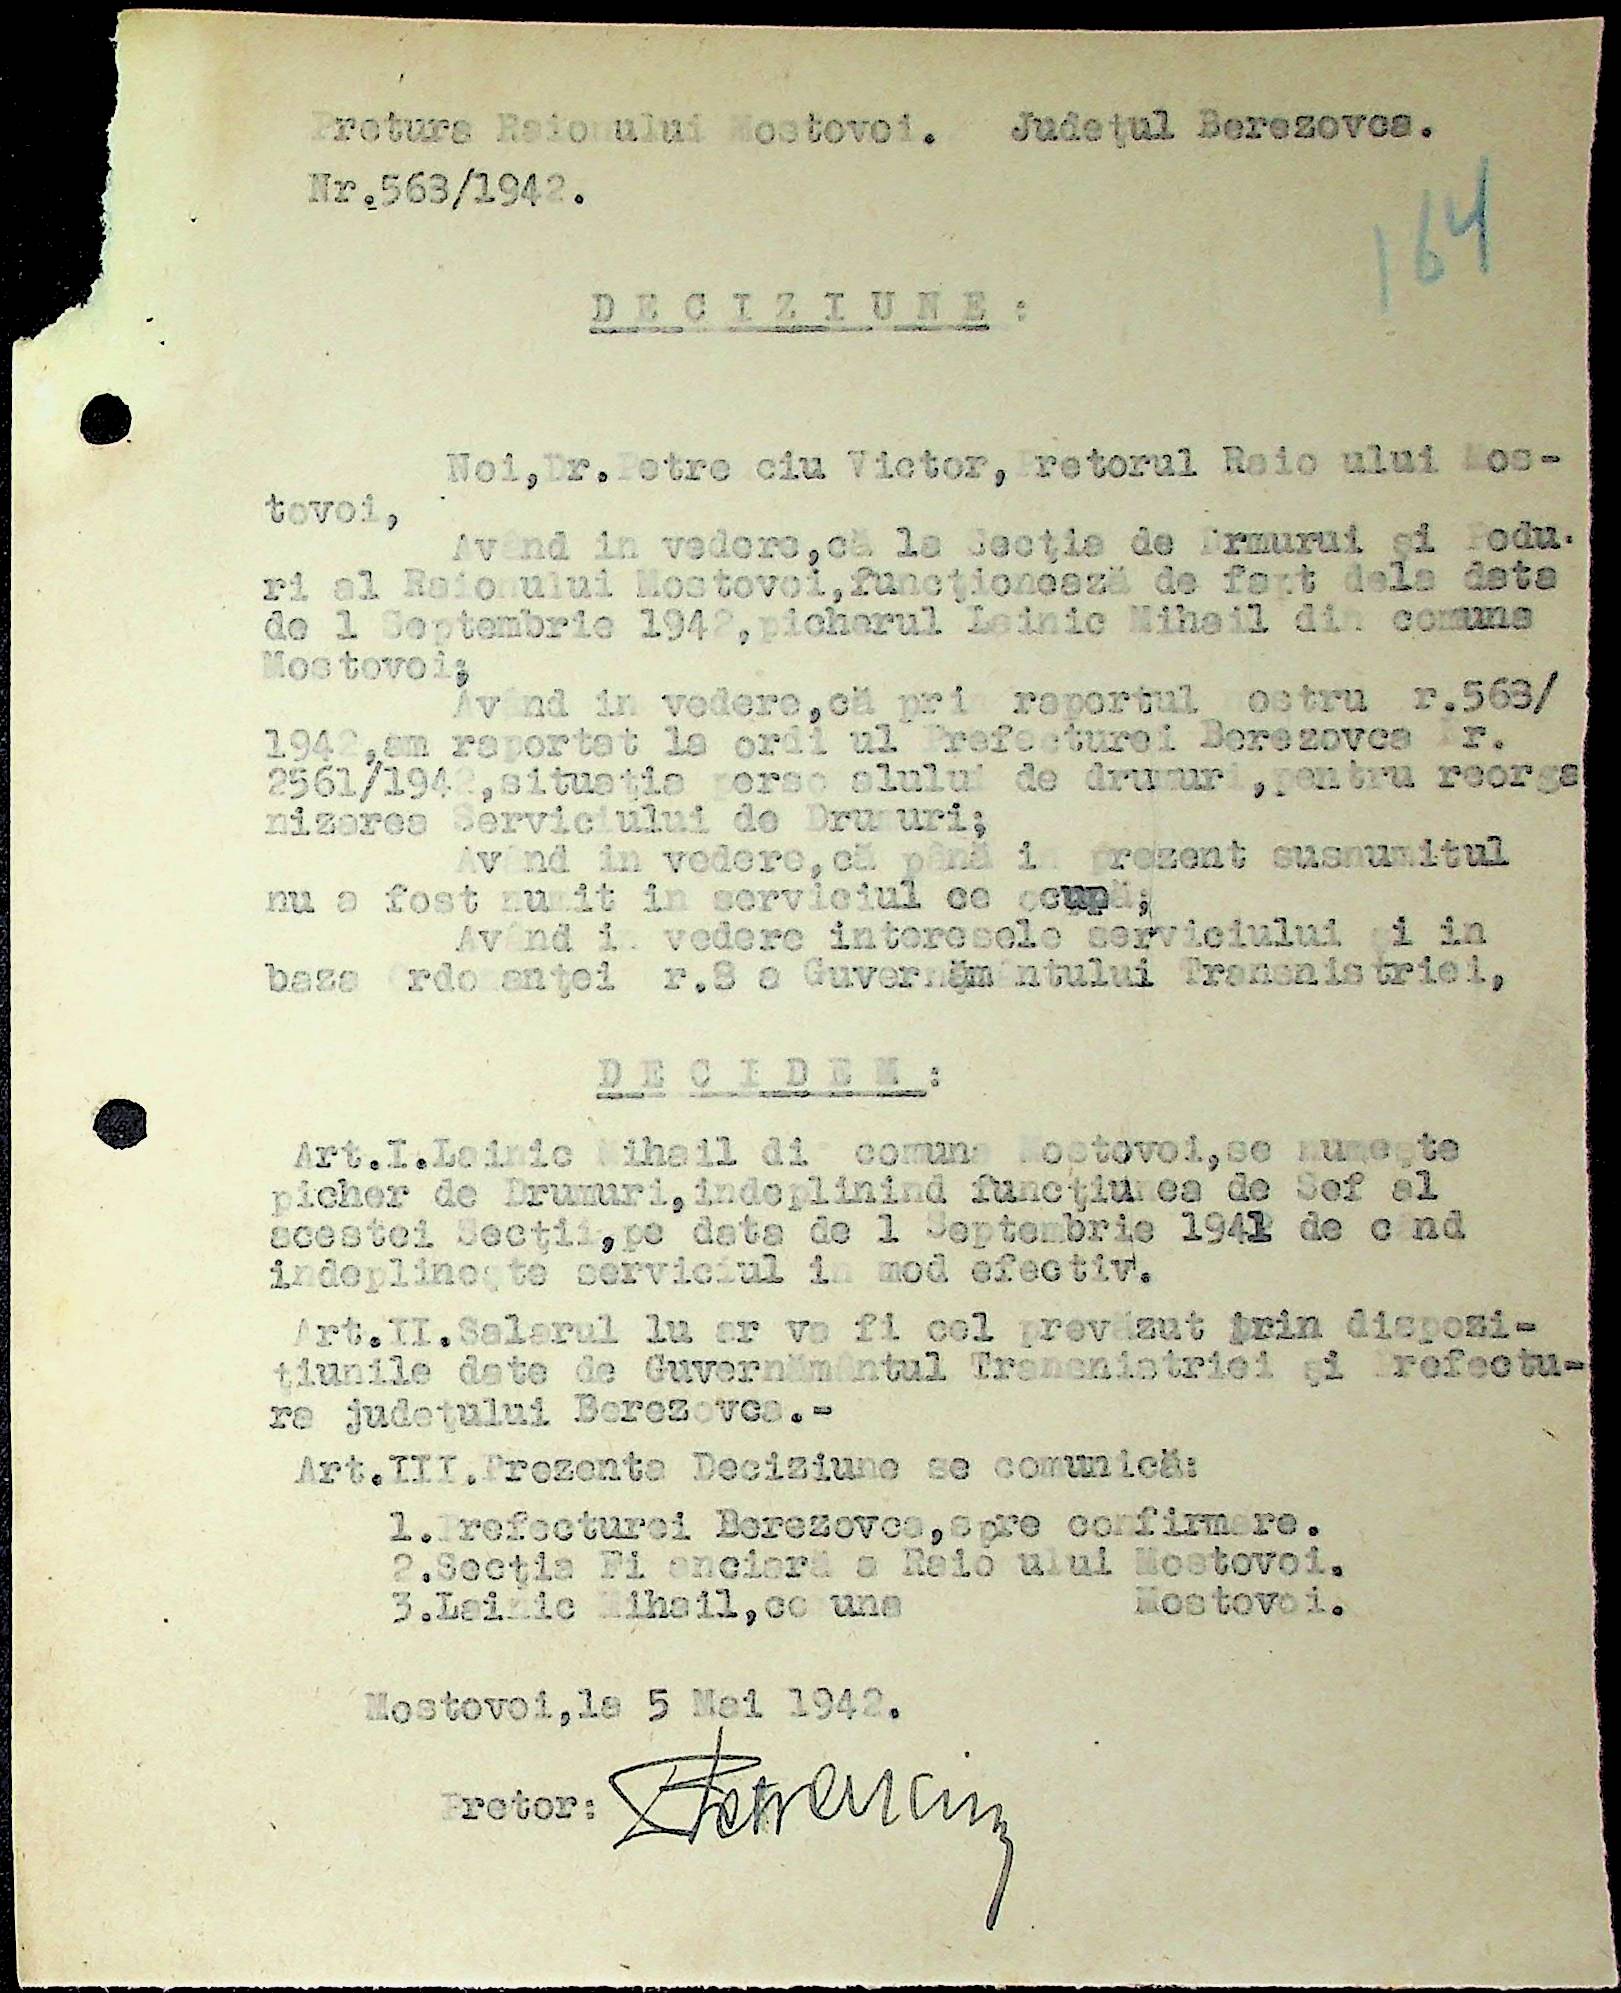 Pretura Raionului Mostovoi. Județul Berezovca.
Nr.563/1942.
164
D E C I Z I U N E :
Noi,Dr.Petrenciu Victor,Pretorul Raionului Mos-
tovoi,
Avänd in vedere,că la Secţia de Drmurui şi Podu-
ri al Raionului Mostovoi,funcţionează de fapt dela data
de 1 Septembrie 1942,picherul Lainic Mihail din comuna
Mostovoi;
Având in vedere,că prin raportul nostru Nr.563/
1942,am raportat la ordinul Prefecturei Berezovca Nr.
2561/1942,situaţia personalului de drumuri,pentru reorga
nizarea Serviciului de Drumuri;
Având in vedere,că până in prezent susnumitul
nu a fost numit in serviciul ce ocupă;
Având in vedere interesele serviciului şi in
baza Ordonanţei Nr.8 a Guvernământului Transnistriei,
D E C I D E M :
Art.I.Lainic Mihail din comuna Mostovoi,se numeşte
picher de Drumuri,indeplinind funcţiunea de Sef al
acestei Secţii,pe data de 1 Septembrie 1941 de când
indeplineşte serviciul in mod efectiv.
Art.II.Salarul lunar va fi cel prevăzut prin dispozi-
ţiunile date de Guvernământul Transnistriei şi Prefectu-
ra judeţului Berezovca.-
Art.III.Prezenta Deciziune se comunică:
1.Prefecturei Berezovca,spre confirmare.
2.Secţia Financiară a Raionului Mostovoi.
3.Lainic Mihail,comuna Mostovoi.
Mostovoi,la 5 Mai 1942.
Pretor: Petrenciu